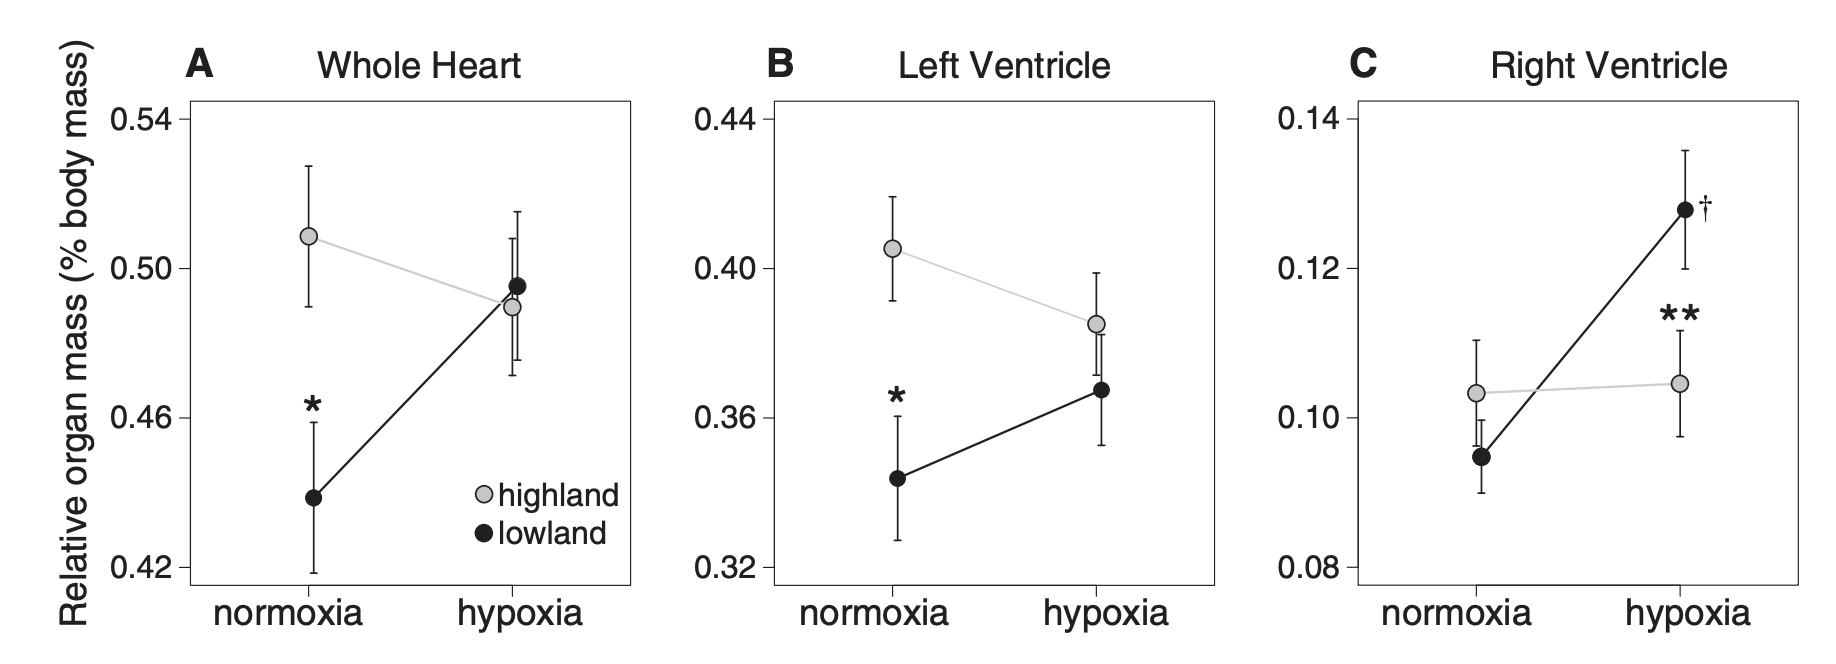 Relative organ mass (% body mass)
A Whole Heart
0.54
0.50
0.46
0.42
*
highland
lowland
normoxia hypoxia
B Left Ventricle
0.44
0.40
0.36
0.32
*
normoxia hypoxia
C Right Ventricle
0.14
0.12
0.10
0.08
†
**
normoxia hypoxia